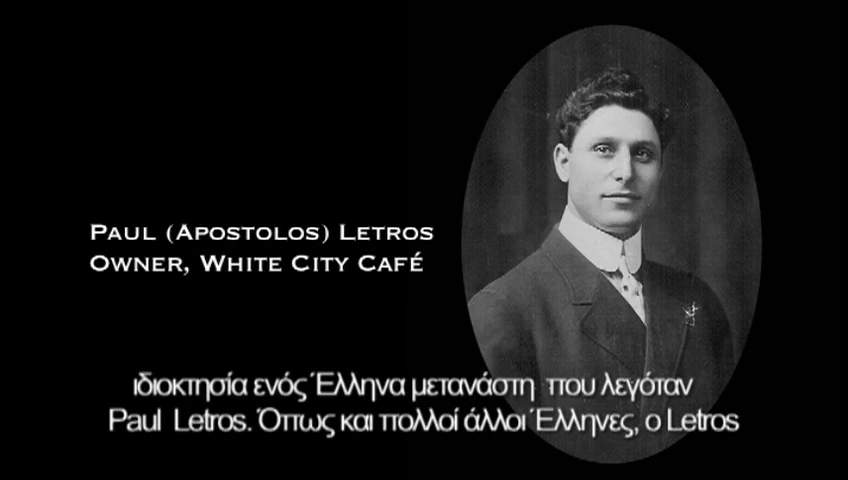 PAUL (APOSTOLOS) LETROS
OWNER, WHITE CITY CAFÉ
ιδιοκτησία ενός Έλληνα μετανάστη που λεγόταν
Paul Letros. Όπως και πολλοί άλλοι Έλληνες, ο Letros